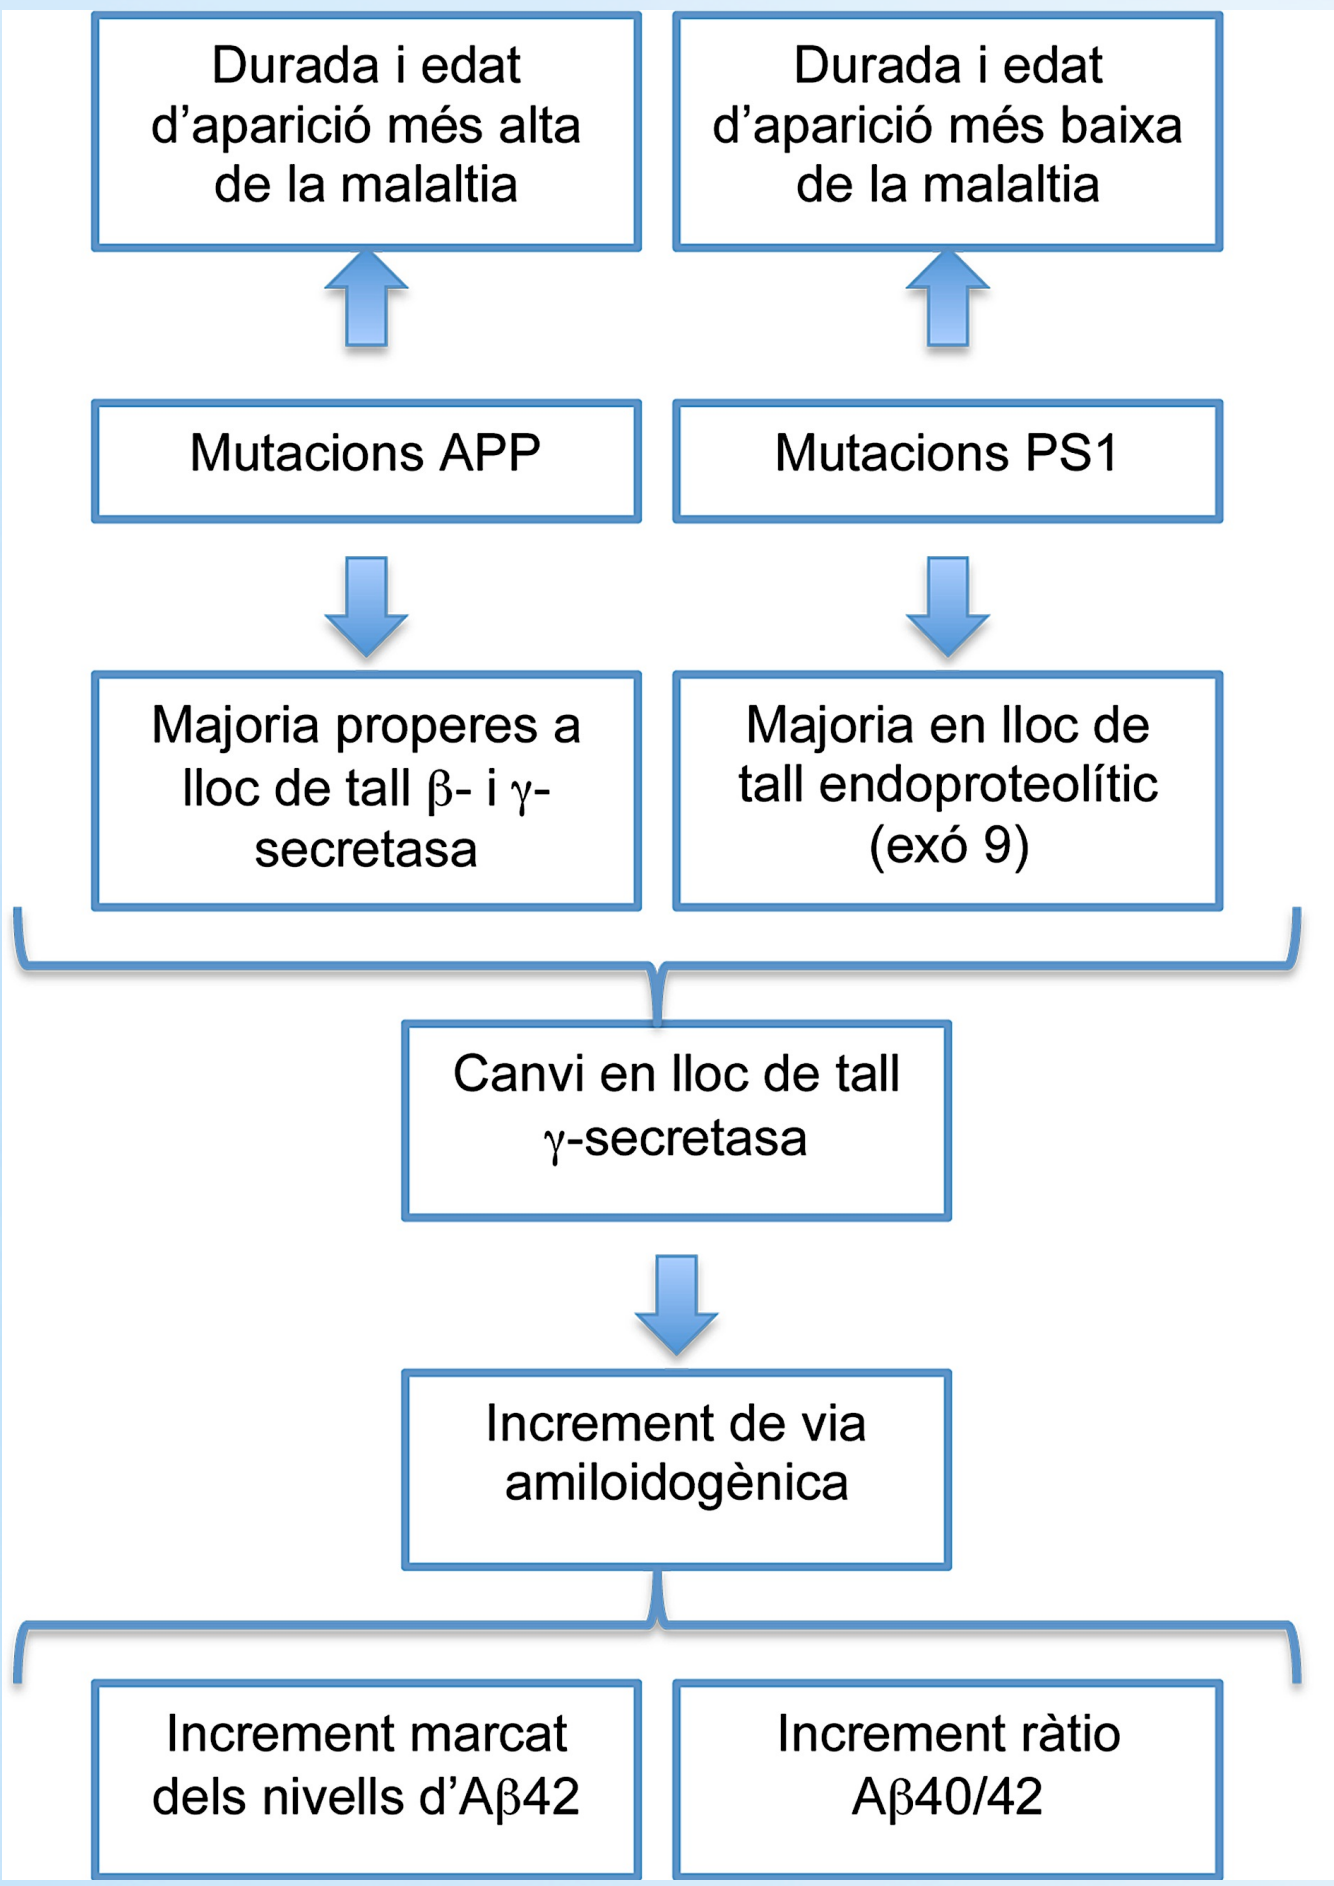 Durada i edat
d’aparició més alta
de la malaltia
Durada i edat
d’aparició més baixa
de la malaltia
Mutacions APP
Mutacions PS1
Majoria properes a
lloc de tall β- i γ-
secretasa
Majoria en lloc de
tall endoproteolític
(exó 9)
Canvi en lloc de tall
γ-secretasa
Increment de via
amiloidogènica
Increment marcat
dels nivells d’Aβ42
Increment ràtio
Aβ40/42